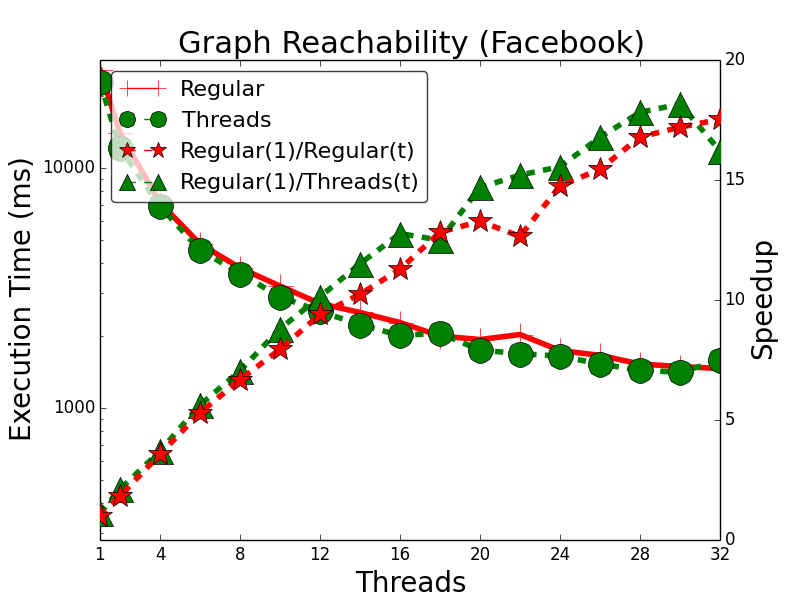 Graph Reachability (Facebook)
Regular
Threads
Regular(1)/Regular(t)
Regular(1)/Threads(t)
Execution Time (ms)
10000
1000
Speedup
20
15
10
5
0
1 4 8 12 16 20 24 28 32
Threads